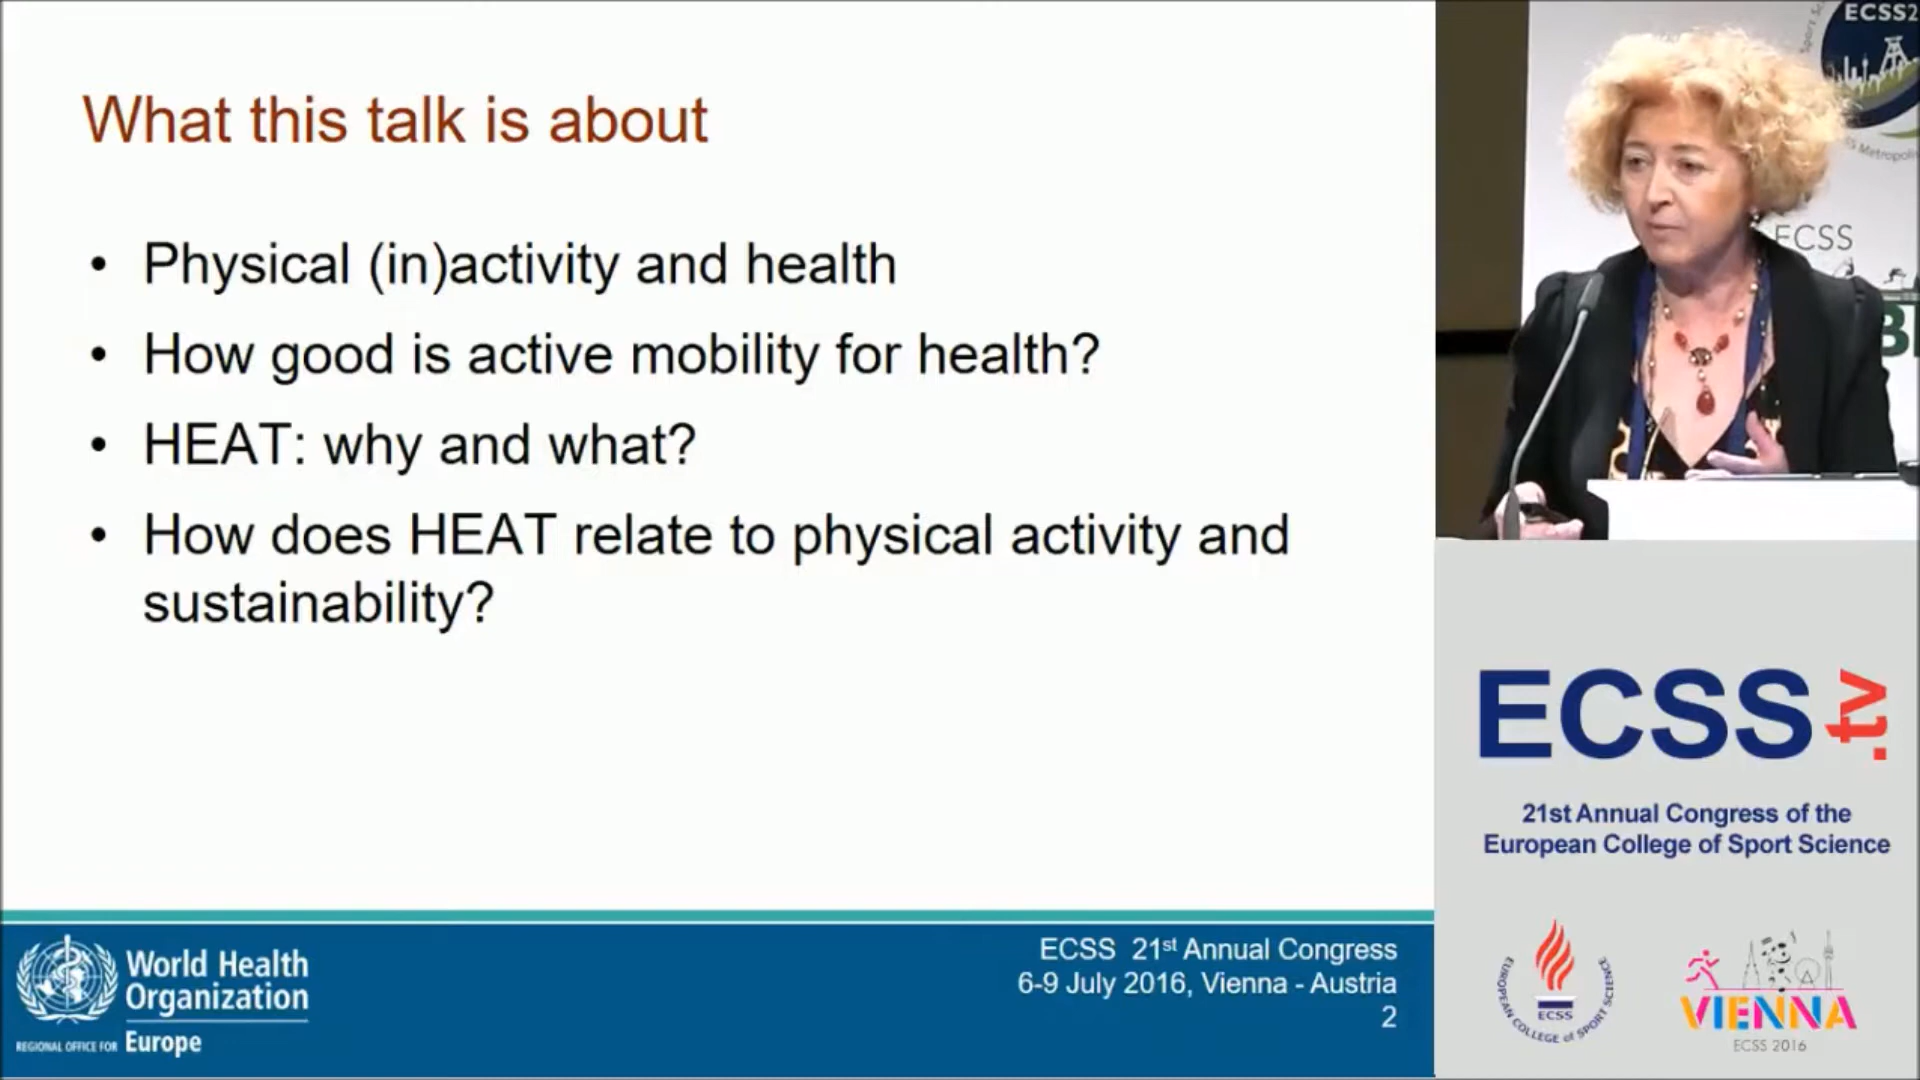 What this talk is about
• Physical (in)activity and health
• How good is active mobility for health?
• HEAT: why and what?
• How does HEAT relate to physical activity and
sustainability?
World Health
Organization
REGIONAL OFFICE FOR Europe
ECSS 21st Annual Congress
6-9 July 2016, Vienna - Austria
2
ECSS2
Metropolis
ECSS
ECSS.tv
21st Annual Congress of the
European College of Sport Science
EUROPEAN COLLEGE of SPORT SCIENCE
ECSS
VIENNA
ECSS 2016